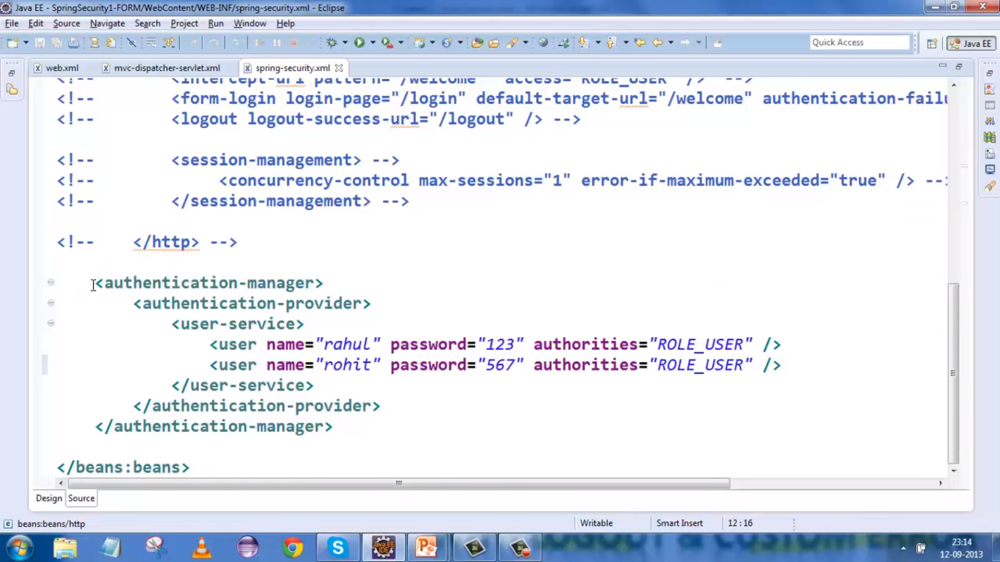 Java EE - SpringSecurity1-FORM/WebContent/WEB-INF/spring-security.xml - Eclipse
File Edit Source Navigate Search Project Run Window Help
Quick Access
Java EE
web.xml
mvc-dispatcher-servlet.xml
spring-security.xml
<!-- <intercept-url pattern="/welcome" access="ROLE_USER" /> -->
<!-- <form-login login-page="/login" default-target-url="/welcome" authentication-failu
<!-- <logout logout-success-url="/logout" /> -->
<!-- <session-management> -->
<!-- <concurrency-control max-sessions="1" error-if-maximum-exceeded="true" /> --
<!-- </session-management> -->
<!-- </http> -->
<authentication-manager>
<authentication-provider>
<user-service>
<user name="rahul" password="123" authorities="ROLE_USER" />
<user name="rohit" password="567" authorities="ROLE_USER" />
</user-service>
</authentication-provider>
</authentication-manager>
</beans:beans>
Design Source
beans:beans/http
Writable
Smart Insert
12 : 16
23:14
12-09-2013